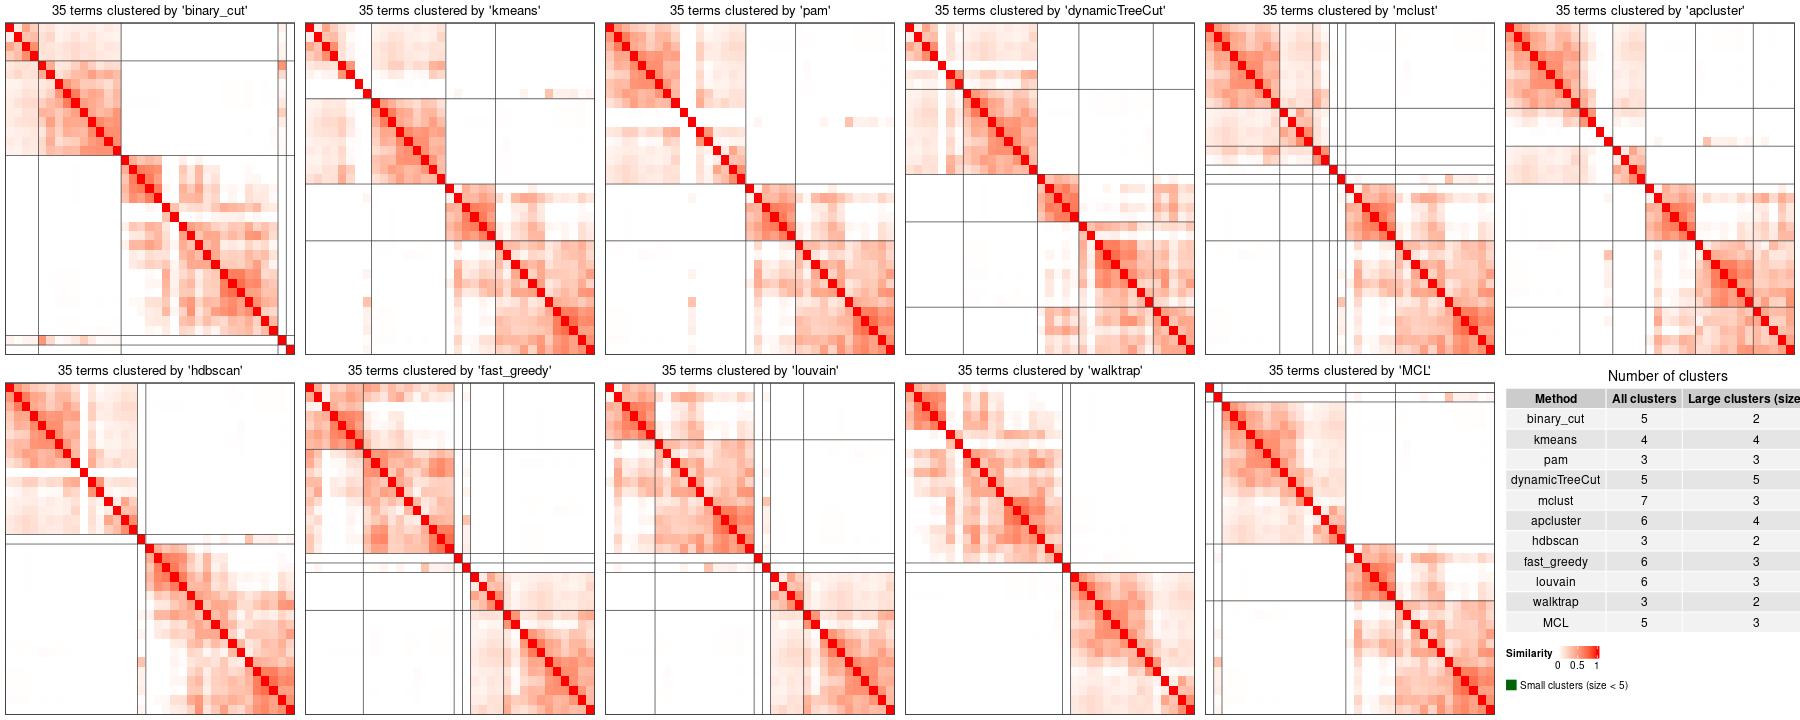 35 terms clustered by 'binary_cut'
35 terms clustered by 'kmeans'
35 terms clustered by 'pam'
35 terms clustered by 'dynamicTreeCut'
35 terms clustered by 'mclust'
35 terms clustered by 'apcluster'
35 terms clustered by 'hdbscan'
35 terms clustered by 'fast_greedy'
35 terms clustered by 'louvain'
35 terms clustered by 'walktrap'
35 terms clustered by 'MCL'
Number of clusters
Method All clusters Large clusters (size
binary_cut 5 2
kmeans 4 4
pam 3 3
dynamicTreeCut 5 5
mclust 7 3
apcluster 6 4
hdbscan 3 2
fast_greedy 6 3
louvain 6 3
walktrap 3 2
MCL 5 3
Similarity
0 0.5 1
Small clusters (size < 5)